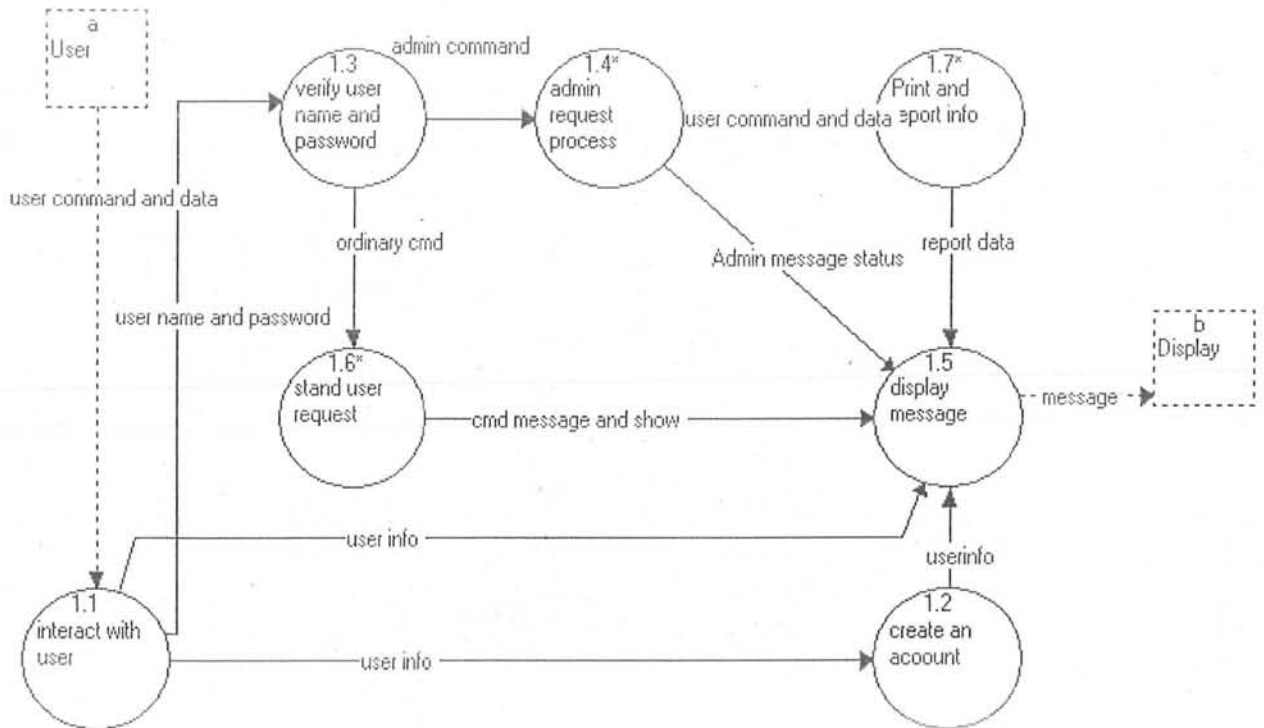 a
User
admin command
1.3
verify user
name and
password
1.4*
admin
request
process
user command and data
1.7*
Print and
eport info
user command and data
ordinary cmd
Admin message status
report data
user name and password
b
Display
1.6*
stand user
request
cmd message and show
1.5
display
message
message
user info
userinfo
1.1
interact with
user
user info
1.2
create an
acoount